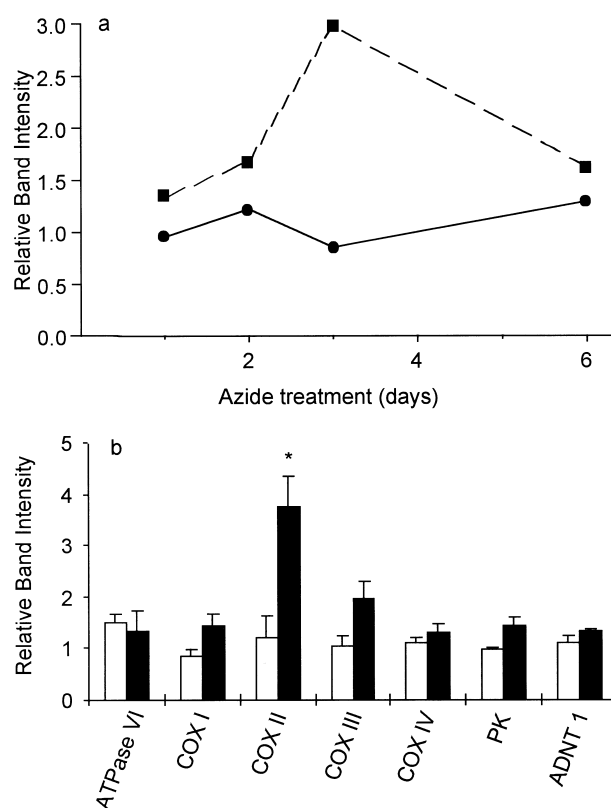 a
Relative Band Intensity
3.0
2.5
2.0
1.5
1.0
0.5
0.0
2
4
6
Azide treatment (days)
b
Relative Band Intensity
5
4
3
2
1
0
*
ATPase VI
COX I
COX II
COX III
COX IV
PK
ADNT 1